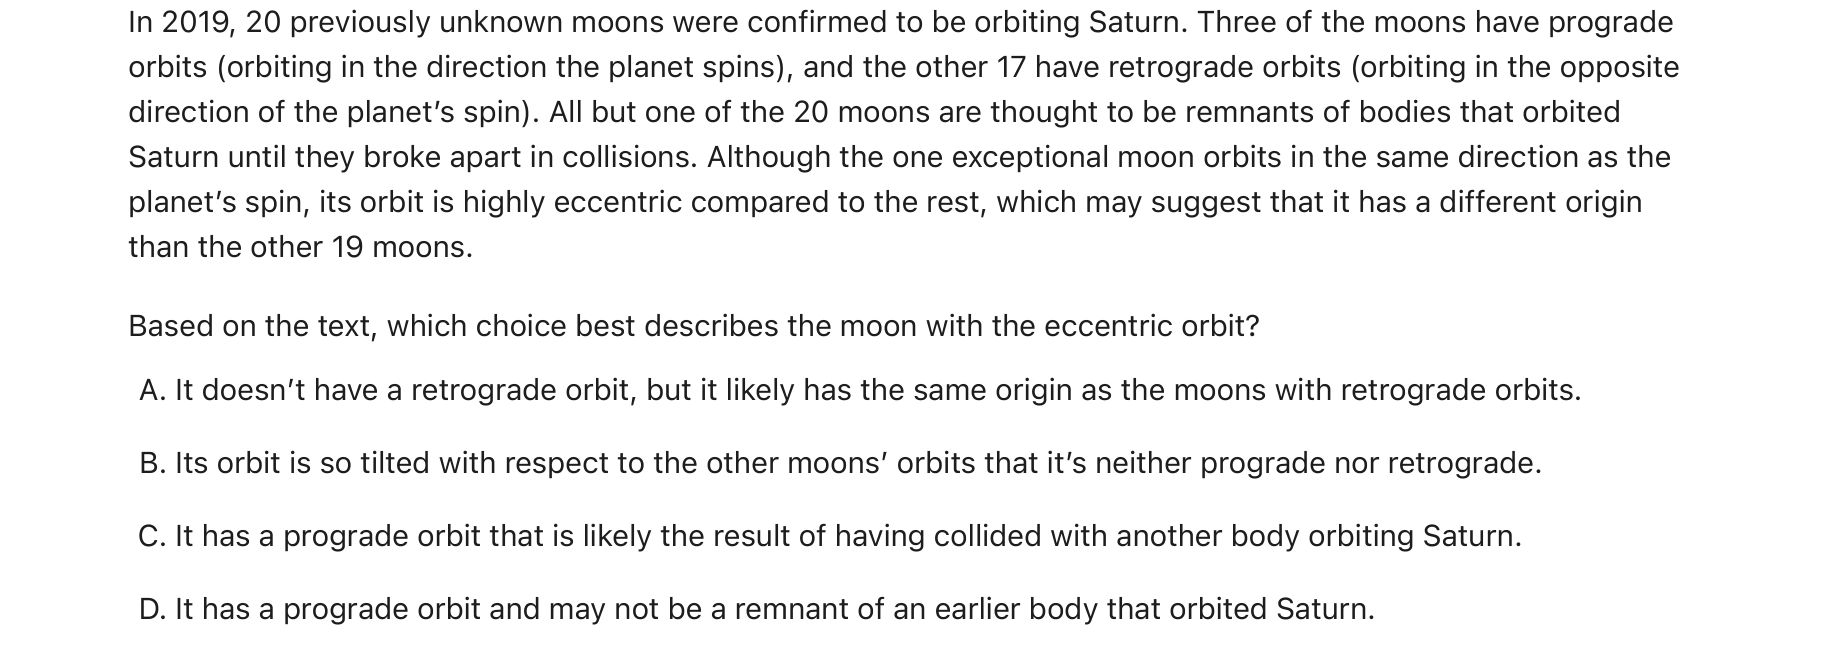 In 2019, 20 previously unknown moons were confirmed to be orbiting Saturn. Three of the moons have prograde
orbits (orbiting in the direction the planet spins), and the other 17 have retrograde orbits (orbiting in the opposite
direction of the planet’s spin). All but one of the 20 moons are thought to be remnants of bodies that orbited
Saturn until they broke apart in collisions. Although the one exceptional moon orbits in the same direction as the
planet’s spin, its orbit is highly eccentric compared to the rest, which may suggest that it has a different origin
than the other 19 moons.
Based on the text, which choice best describes the moon with the eccentric orbit?
A. It doesn’t have a retrograde orbit, but it likely has the same origin as the moons with retrograde orbits.
B. Its orbit is so tilted with respect to the other moons’ orbits that it’s neither prograde nor retrograde.
C. It has a prograde orbit that is likely the result of having collided with another body orbiting Saturn.
D. It has a prograde orbit and may not be a remnant of an earlier body that orbited Saturn.